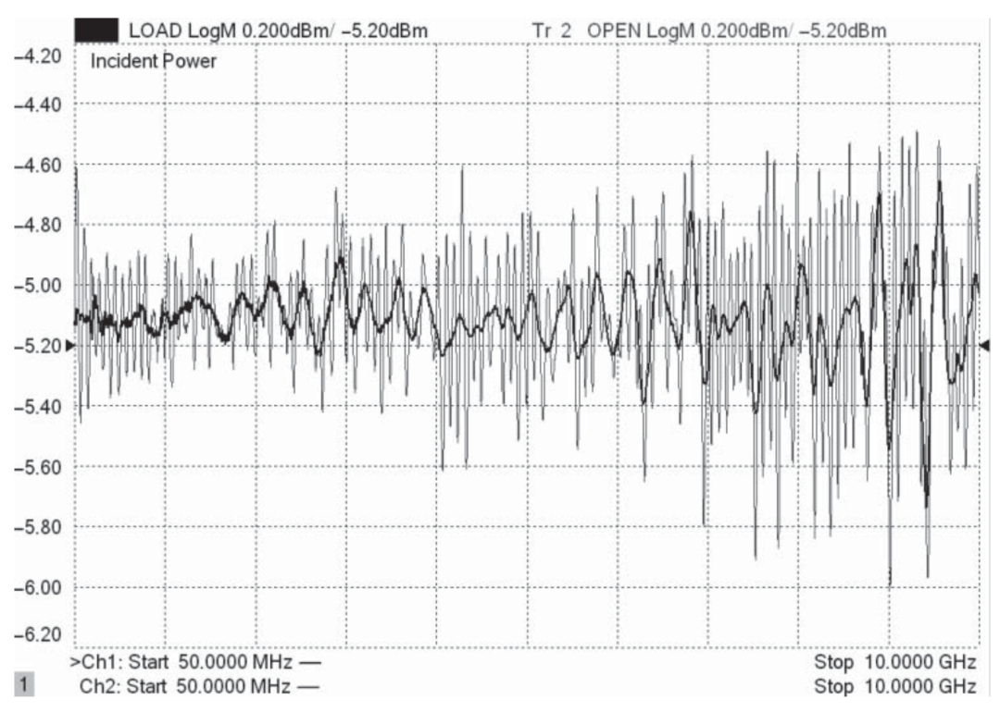 LOAD LogM 0.200dBm/ –5.20dBm Tr 2 OPEN LogM 0.200dBm/ –5.20dBm
–4.20
Incident Power
–4.40
–4.60
–4.80
–5.00
–5.20
–5.40
–5.60
–5.80
–6.00
–6.20
>Ch1: Start 50.0000 MHz — Stop 10.0000 GHz
1 Ch2: Start 50.0000 MHz — Stop 10.0000 GHz